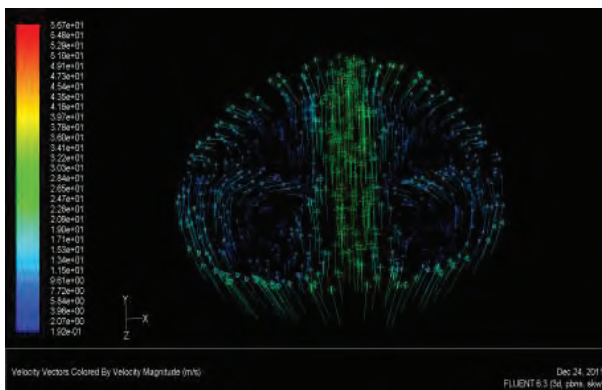 5.67e+01
5.48e+01
5.29e+01
5.10e+01
4.91e+01
4.73e+01
4.54e+01
4.35e+01
4.16e+01
3.97e+01
3.78e+01
3.60e+01
3.41e+01
3.22e+01
3.03e+01
2.84e+01
2.65e+01
2.47e+01
2.28e+01
2.09e+01
1.90e+01
1.71e+01
1.53e+01
1.34e+01
1.15e+01
9.61e+00
7.72e+00
5.84e+00
3.96e+00
2.07e+00
1.92e-01
Y
X
Z
Velocity Vectors Colored By Velocity Magnitude (m/s)
Dec 24, 2011
FLUENT 6.3 (3d, pbns, skw